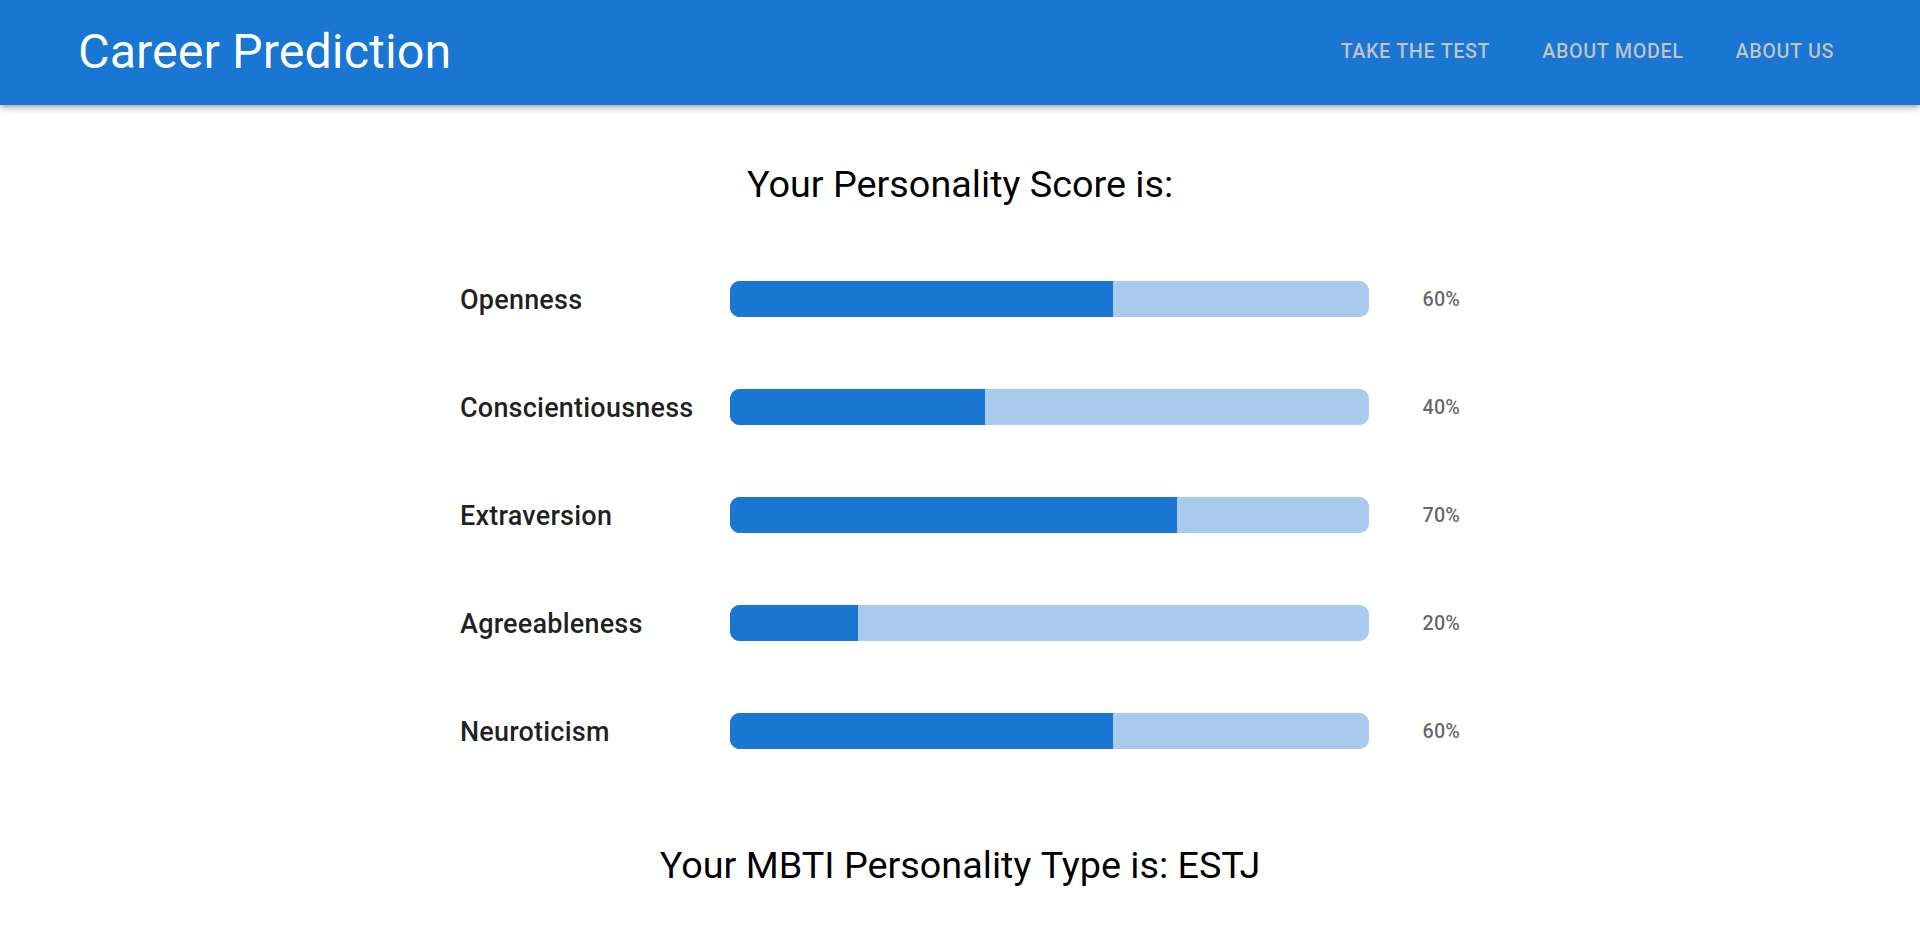 Career Prediction TAKE THE TEST ABOUT MODEL ABOUT US
Your Personality Score is:
Openness 60%
Conscientiousness 40%
Extraversion 70%
Agreeableness 20%
Neuroticism 60%
Your MBTI Personality Type is: ESTJ